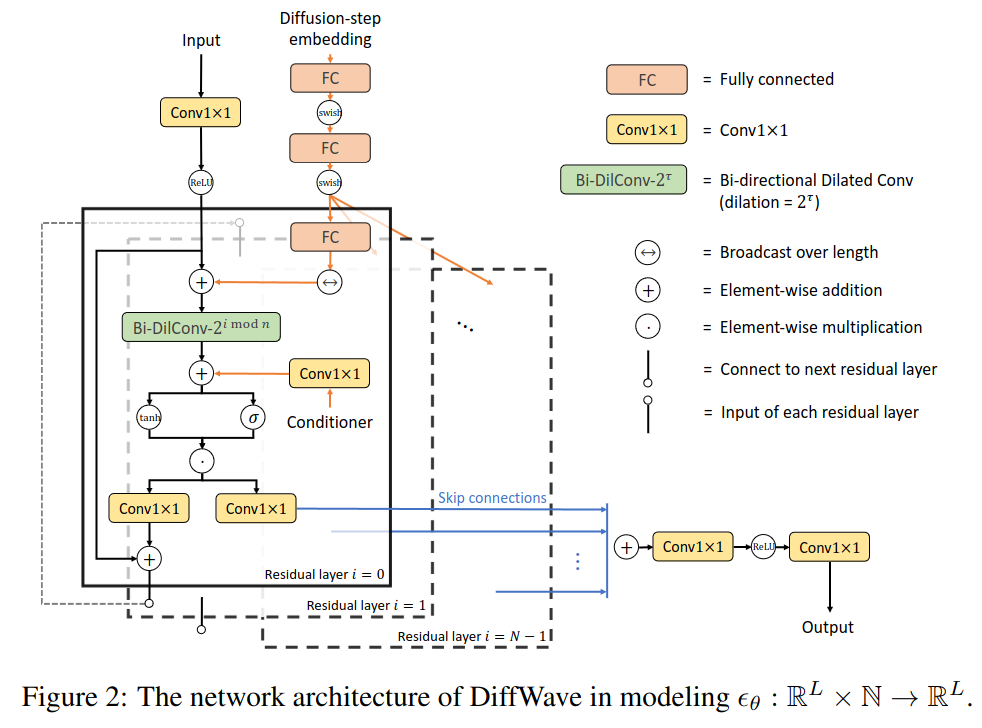 Diffusion-step
embedding
Input
FC
Conv1×1
swish
FC
ReLU
swish
FC
↔
+
Bi-DilConv-2^{i mod n}
+
Conv1×1
Conditioner
tanh
σ
·
Conv1×1
Conv1×1
+
Residual layer i = 0
Residual layer i = 1
Residual layer i = N − 1
...
Skip connections
⋮
+
Conv1×1
ReLU
Conv1×1
Output
FC = Fully connected
Conv1×1 = Conv1×1
Bi-DilConv-2^τ = Bi-directional Dilated Conv
(dilation = 2^τ)
↔ = Broadcast over length
+ = Element-wise addition
· = Element-wise multiplication
= Connect to next residual layer
= Input of each residual layer
Figure 2: The network architecture of DiffWave in modeling ϵ_θ : ℝ^L × ℕ → ℝ^L.